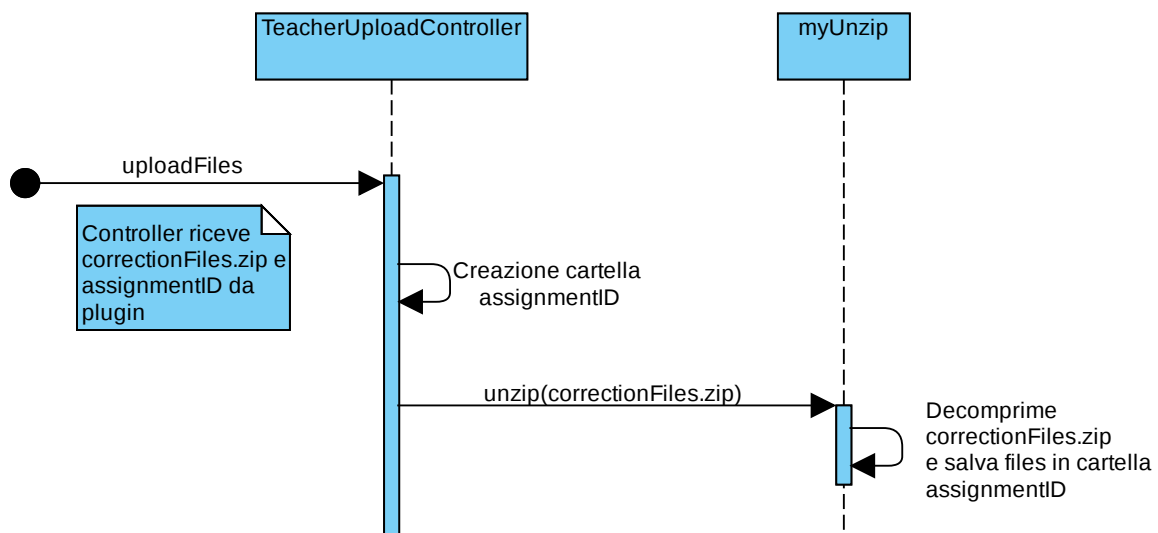 TeacherUploadController
myUnzip
uploadFiles
Controller riceve
correctionFiles.zip e
assignmentID da
plugin
Creazione cartella
assignmentID
unzip(correctionFiles.zip)
Decomprime
correctionFiles.zip
e salva files in cartella
assignmentID